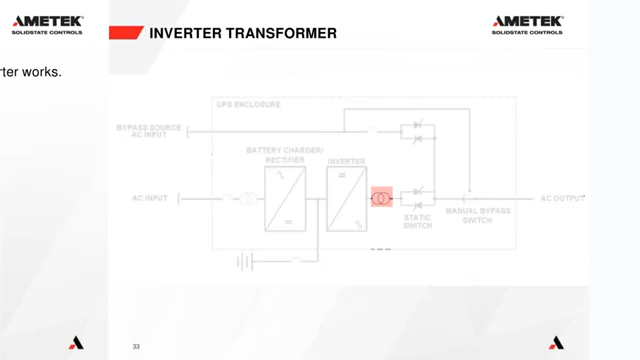 AMETEK
SOLIDSTATE CONTROLS
rter works.
INVERTER TRANSFORMER
AMETEK
SOLIDSTATE CONTROLS
UPS ENCLOSURE
BYPASS SOURCE
AC INPUT
BATTERY CHARGER/
RECTIFIER
INVERTER
AC INPUT
STATIC
SWITCH
MANUAL BYPASS
SWITCH
AC OUTPUT
33